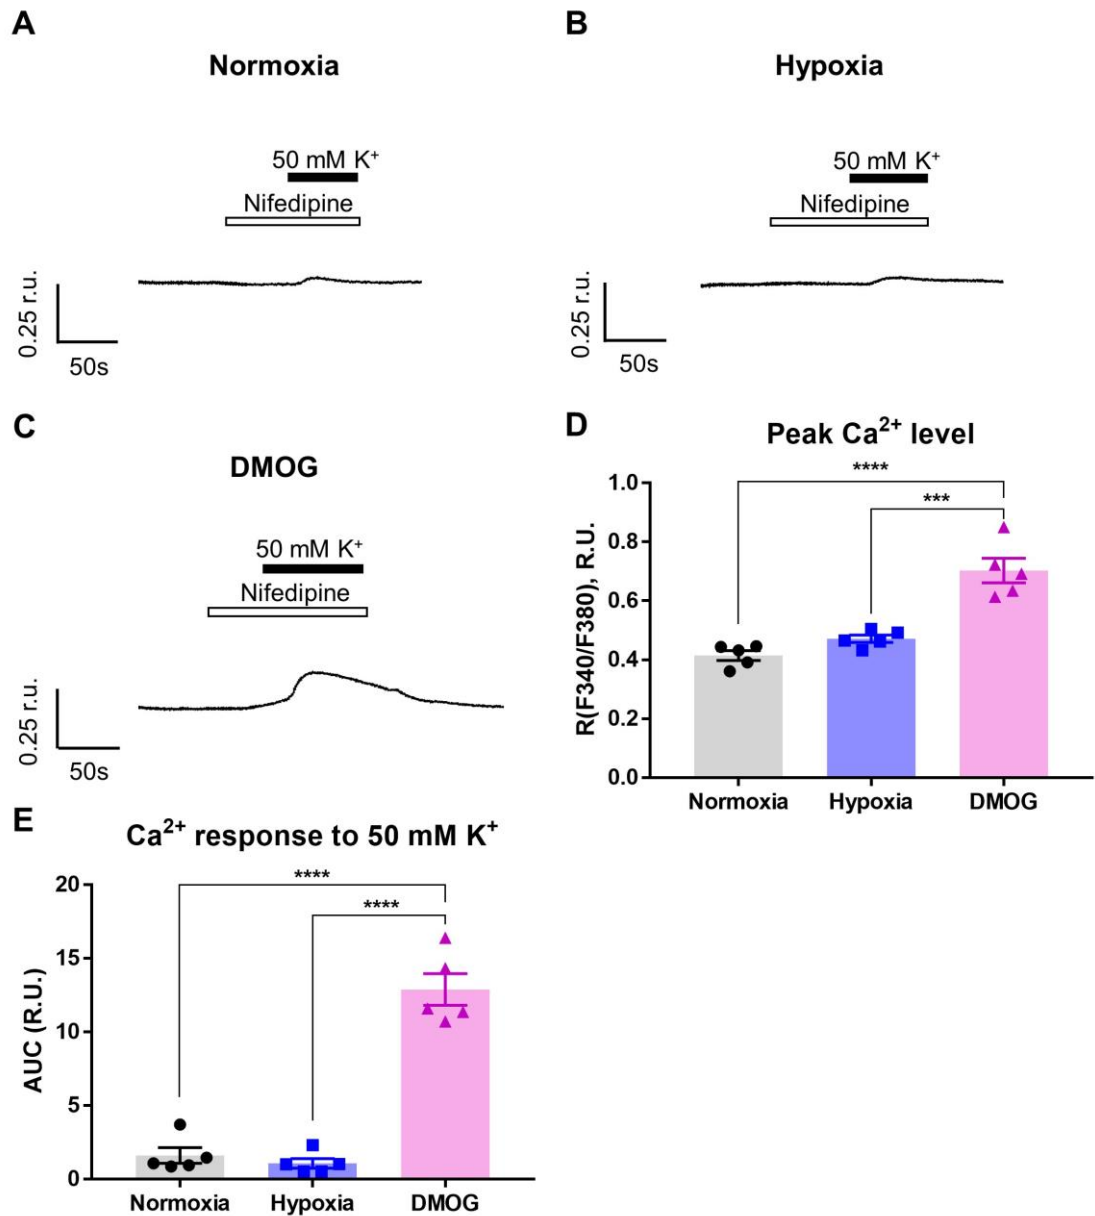 A
Normoxia
50 mM K⁺
Nifedipine
0.25 r.u.
50s
B
Hypoxia
50 mM K⁺
Nifedipine
0.25 r.u.
50s
C
DMOG
50 mM K⁺
Nifedipine
0.25 r.u.
50s
D
Peak Ca²⁺ level
****
***
1.0
0.8
0.6
0.4
0.2
0.0
R(F340/F380), R.U.
Normoxia Hypoxia DMOG
E
Ca²⁺ response to 50 mM K⁺
****
****
20
15
10
5
0
AUC (R.U.)
Normoxia Hypoxia DMOG